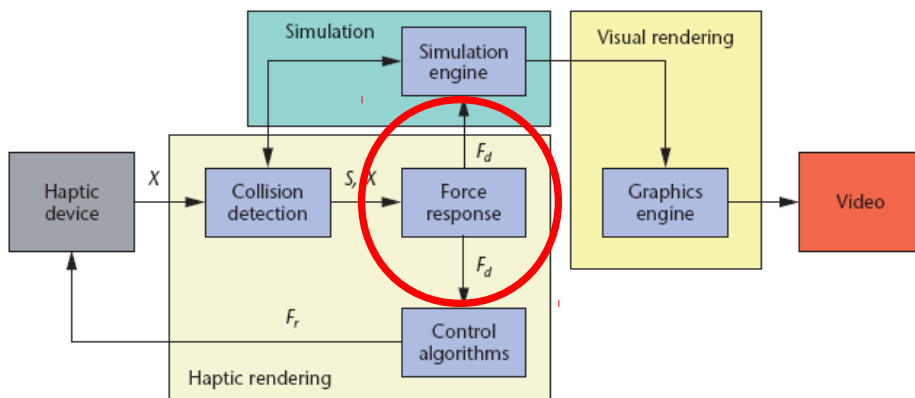 Simulation
Simulation
engine
Visual rendering
F_d
Haptic
device
X
Collision
detection
S, X
Force
response
Graphics
engine
Video
F_d
F_r
Control
algorithms
Haptic rendering